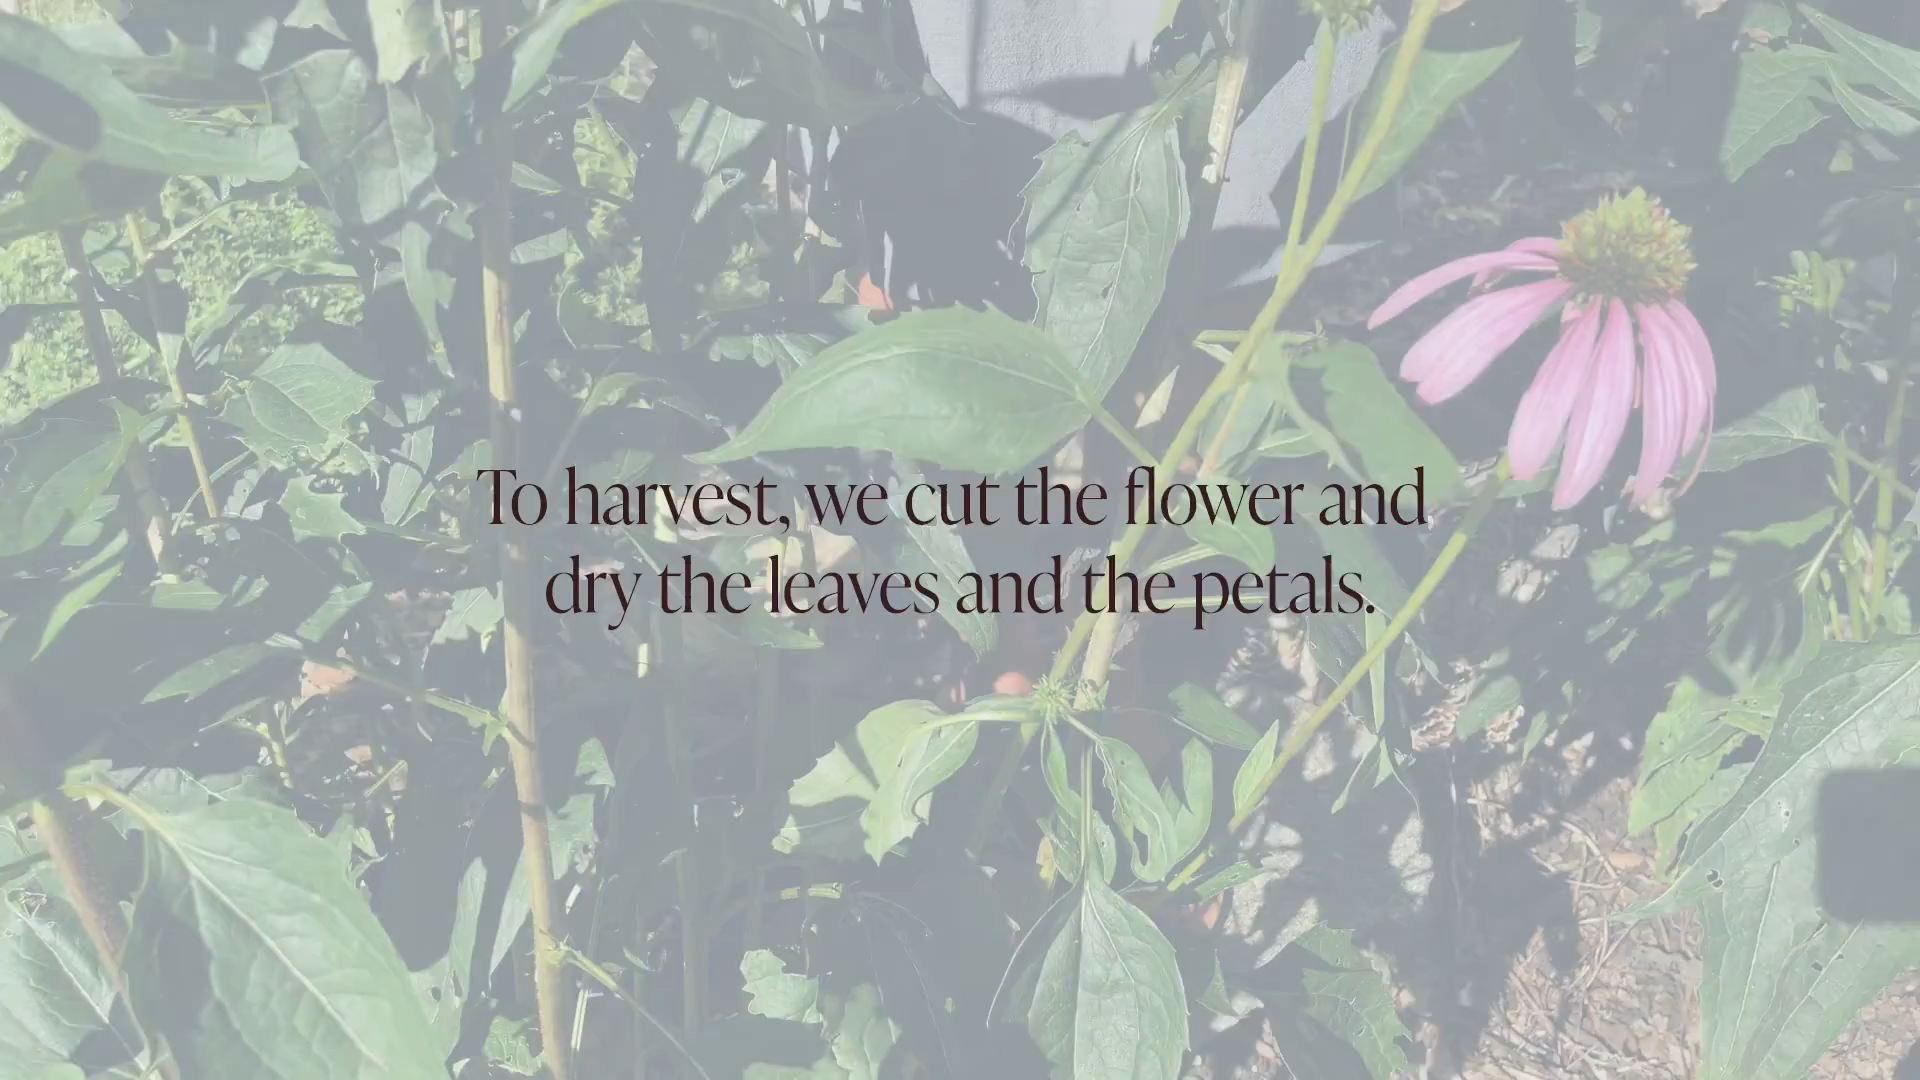 To harvest, we cut the flower and
dry the leaves and the petals.